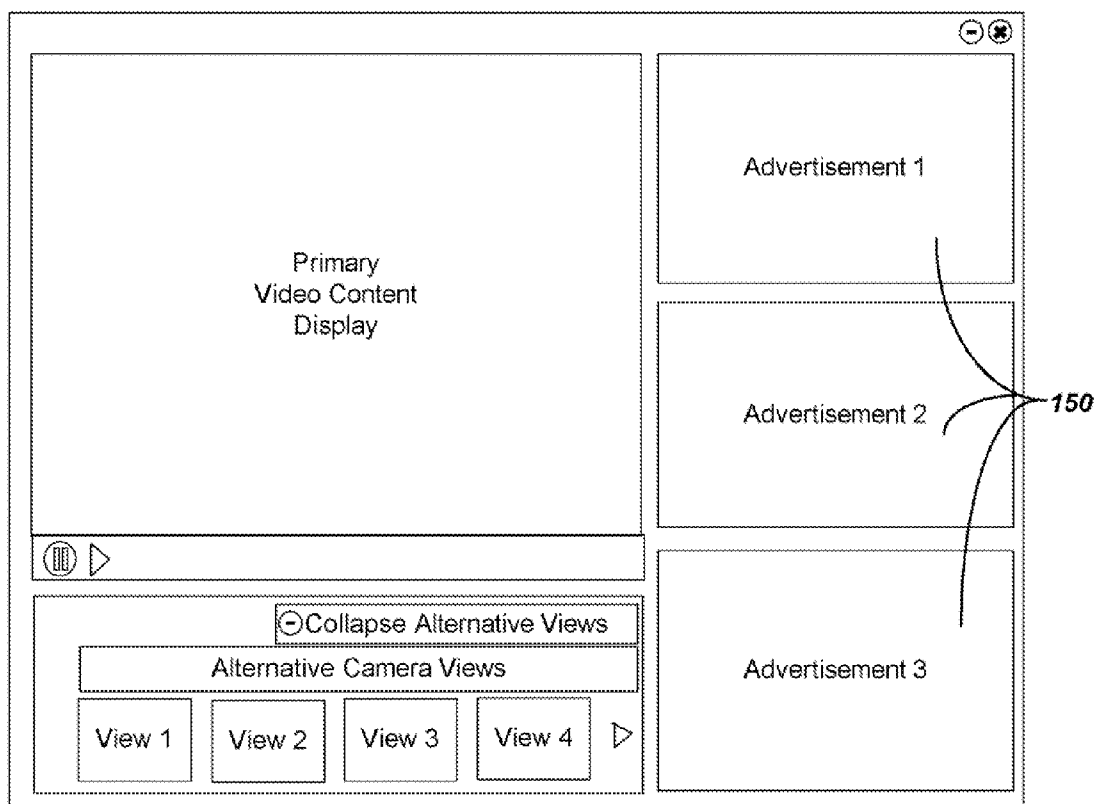 Primary
Video Content
Display
Collapse Alternative Views
Alternative Camera Views
View 1
View 2
View 3
View 4
Advertisement 1
Advertisement 2
Advertisement 3
150